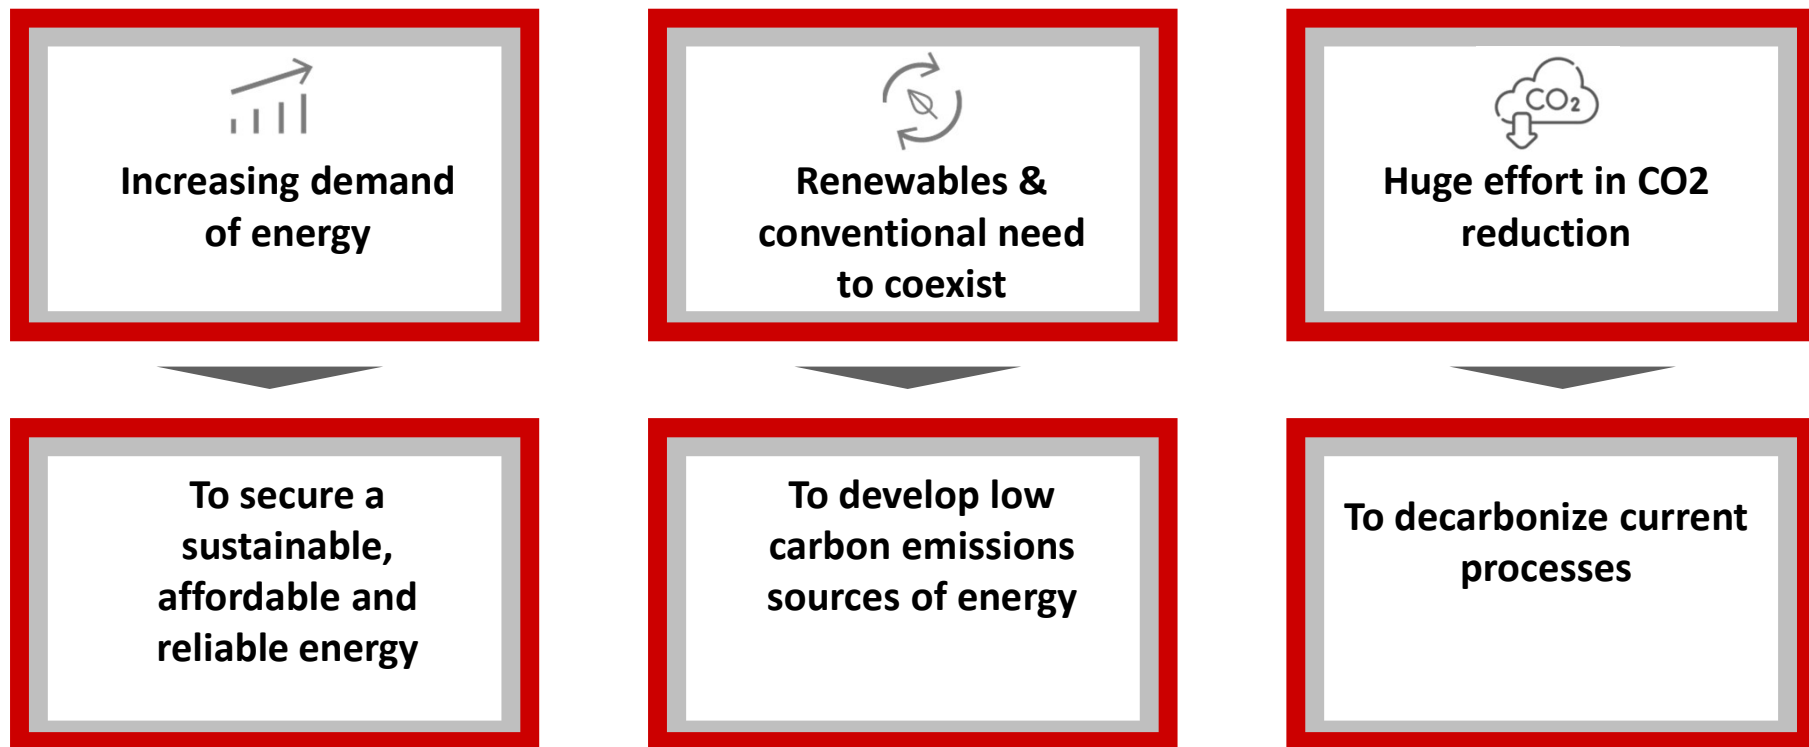 Increasing demand
of energy
Renewables &
conventional need
to coexist
CO2
Huge effort in CO2
reduction
To secure a
sustainable,
affordable and
reliable energy
To develop low
carbon emissions
sources of energy
To decarbonize current
processes